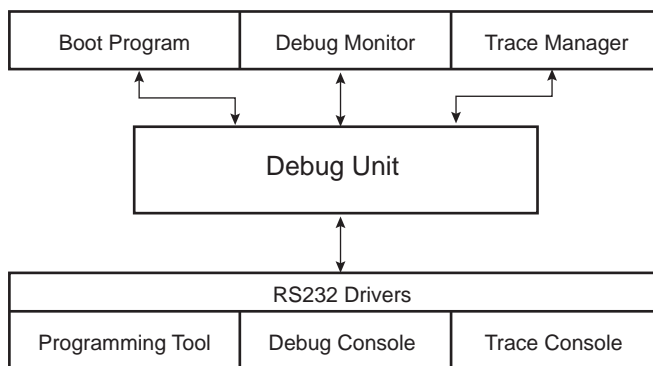 Boot Program Debug Monitor Trace Manager
Debug Unit
RS232 Drivers
Programming Tool Debug Console Trace Console